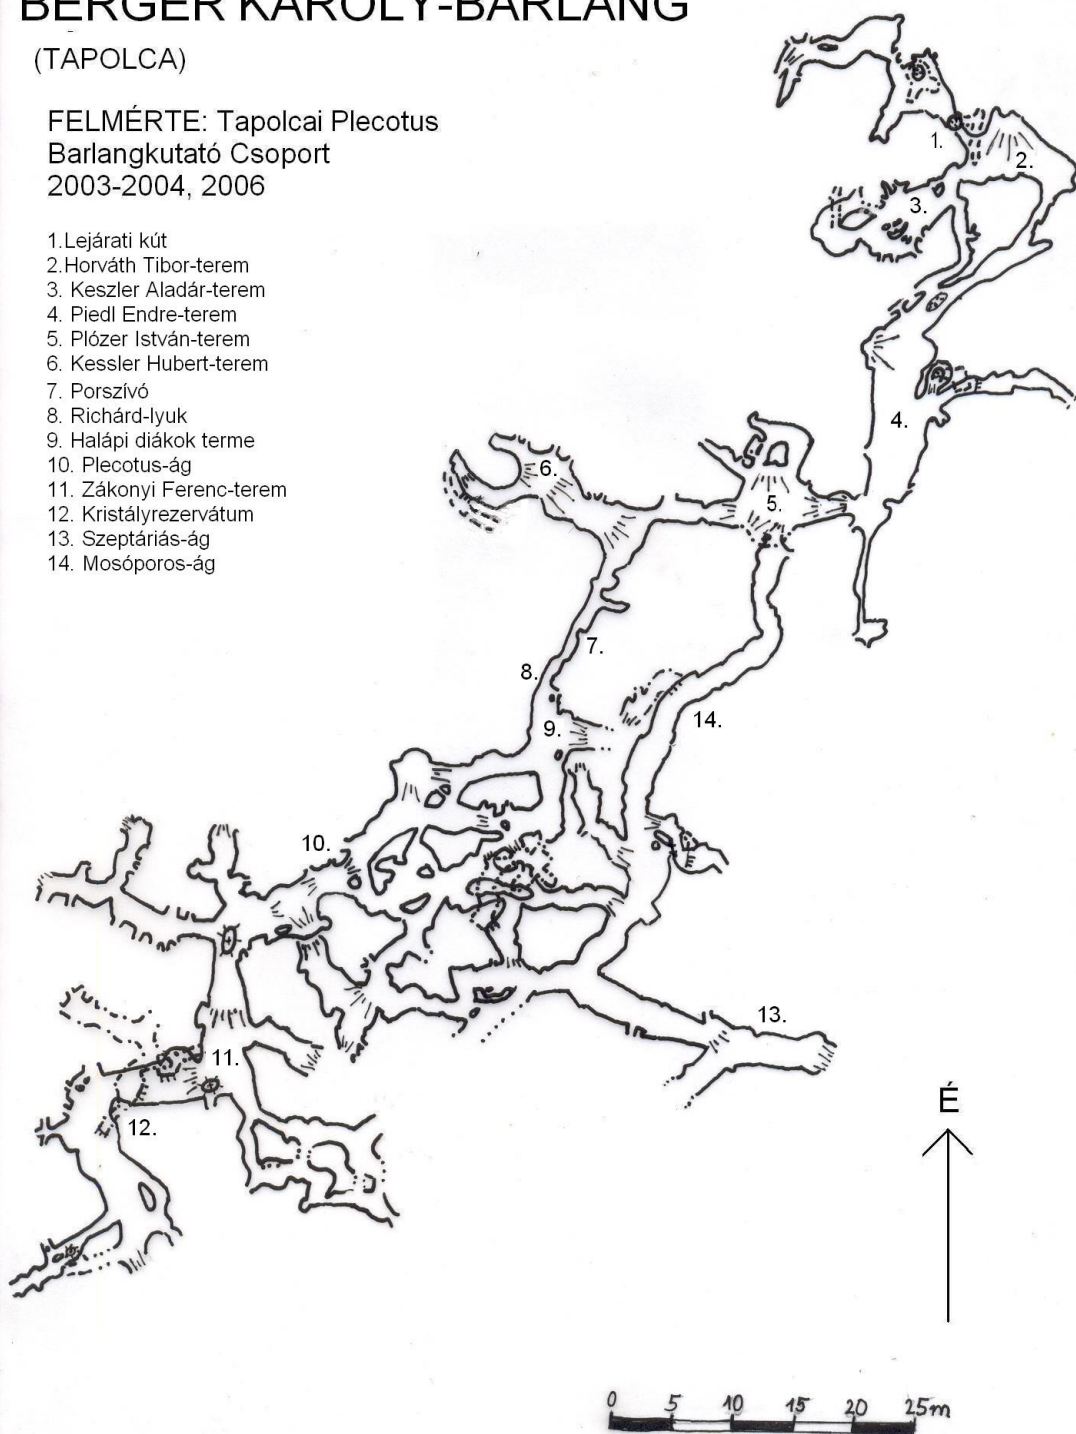 BERGER KÁROLY-BARLANG
(TAPOLCA)
FELMÉRTE: Tapolcai Plecotus
Barlangkutató Csoport
2003-2004, 2006
1.Lejárati kút
2.Horváth Tibor-terem
3. Keszler Aladár-terem
4. Piedl Endre-terem
5. Plózer István-terem
6. Kessler Hubert-terem
7. Porszívó
8. Richárd-lyuk
9. Halápi diákok terme
10. Plecotus-ág
11. Zákonyi Ferenc-terem
12. Kristályrezervátum
13. Szeptáriás-ág
14. Mosóporos-ág
1.
2.
3.
4.
5.
6.
7.
8.
9.
14.
10.
13.
11.
12.
É
0 5 10 15 20 25m